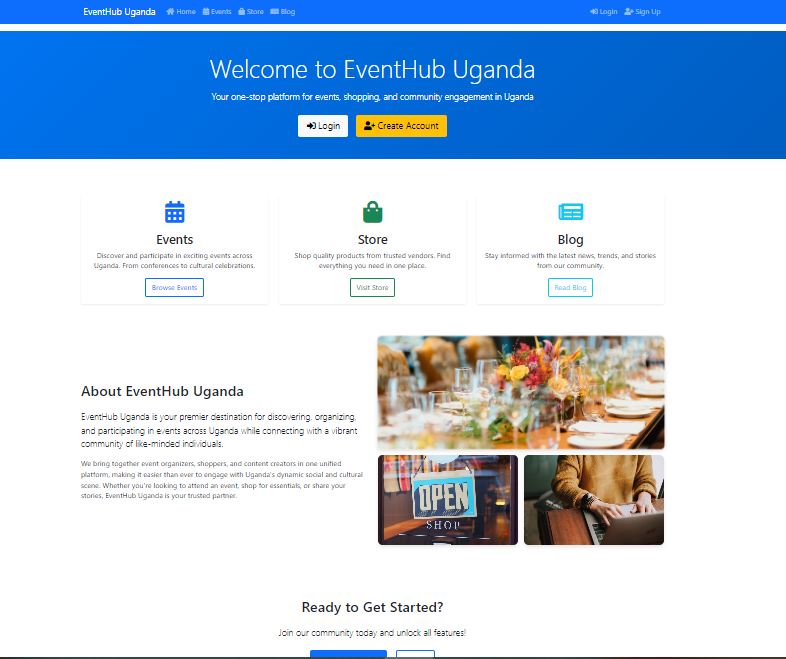 EventHub Uganda Home Events Store Blog Login Sign Up
Welcome to EventHub Uganda
Your one-stop platform for events, shopping, and community engagement in Uganda
Login Create Account
Events
Discover and participate in exciting events across
Uganda. From conferences to cultural celebrations.
Browse Events
Store
Shop quality products from trusted vendors. Find
everything you need in one place.
Visit Store
Blog
Stay informed with the latest news, trends, and stories
from our community.
Read Blog
About EventHub Uganda
EventHub Uganda is your premier destination for discovering, organizing,
and participating in events across Uganda while connecting with a vibrant
community of like-minded individuals.
We bring together event organizers, shoppers, and content creators in one unified
platform, making it easier than ever to engage with Uganda's dynamic social and cultural
scene. Whether you're looking to attend an event, shop for essentials, or share your
stories, EventHub Uganda is your trusted partner.
OPEN
SHOP
Ready to Get Started?
Join our community today and unlock all features!